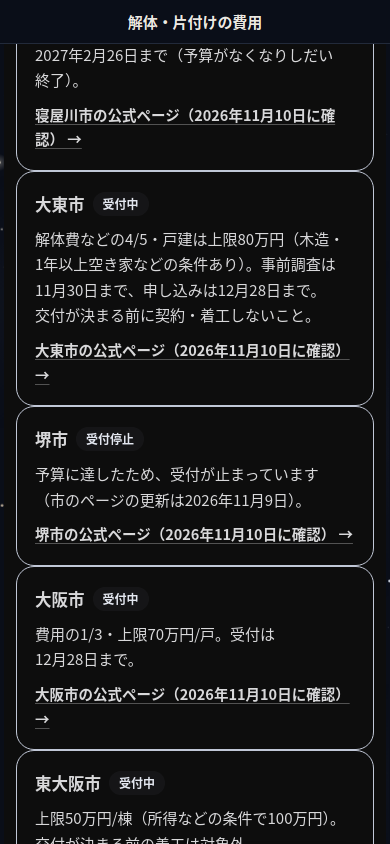 解体・片付けの費用
2027年2月26日まで（予算がなくなりしだい
終了）。
寝屋川市の公式ページ（2026年11月10日に確
認） →
大東市 受付中
解体費などの4/5・戸建は上限80万円（木造・
1年以上空き家などの条件あり）。事前調査は
11月30日まで、申し込みは12月28日まで。
交付が決まる前に契約・着工しないこと。
大東市の公式ページ（2026年11月10日に確認）
→
堺市 受付停止
予算に達したため、受付が止まっています
（市のページの更新は2026年11月9日）。
堺市の公式ページ（2026年11月10日に確認） →
大阪市 受付中
費用の1/3・上限70万円/戸。受付は
12月28日まで。
大阪市の公式ページ（2026年11月10日に確認）
→
東大阪市 受付中
上限50万円/棟（所得などの条件で100万円）。
交付が決まる前の着工は対象外